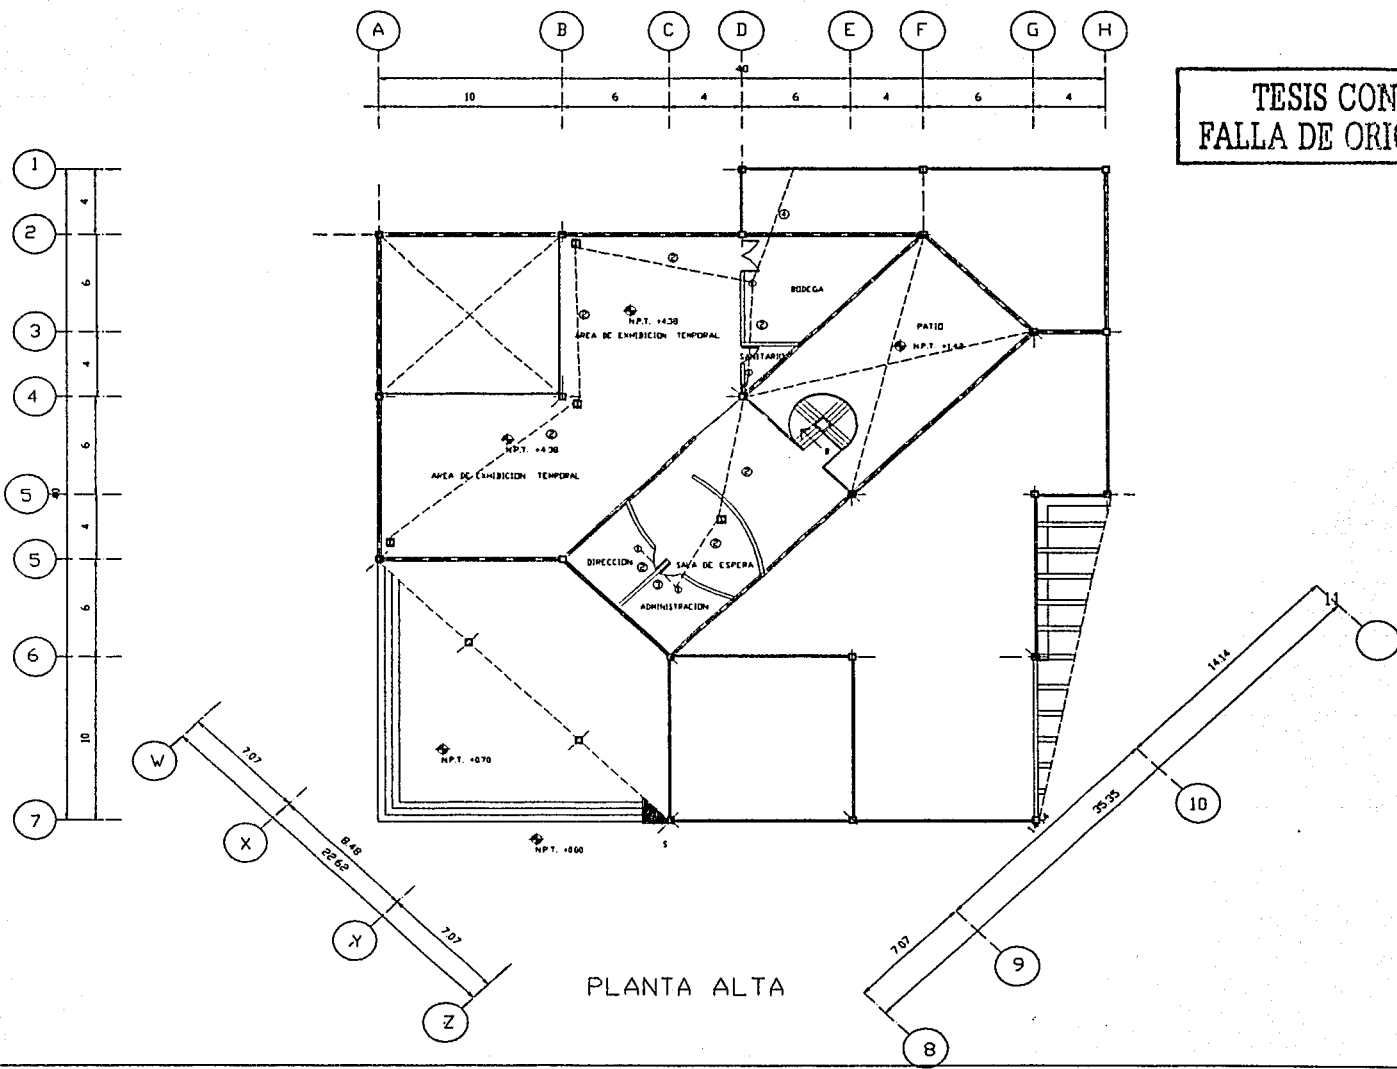 A B C D E F G H
40
10 6 4 6 4 6 4
TESIS CON
FALLA DE ORIG
1
4
2
6
3
4
4
6
5
40
4
5
6
6
10
7
BODEGA
N.P.T. +4.38
AREA DE EXHIBICION TEMPORAL
SANITARIO
PATIO
N.P.T. +1.42
N.P.T. +4.38
AREA DE EXHIBICION TEMPORAL
DIRECCION
SALA DE ESPERA
ADMINISTRACION
N.P.T. +0.70
N.P.T. +0.00
S
W
7.07
X
8.48
22.62
Y
7.07
Z
11
14.14
10
35.35
14.14
9
7.07
8
PLANTA ALTA